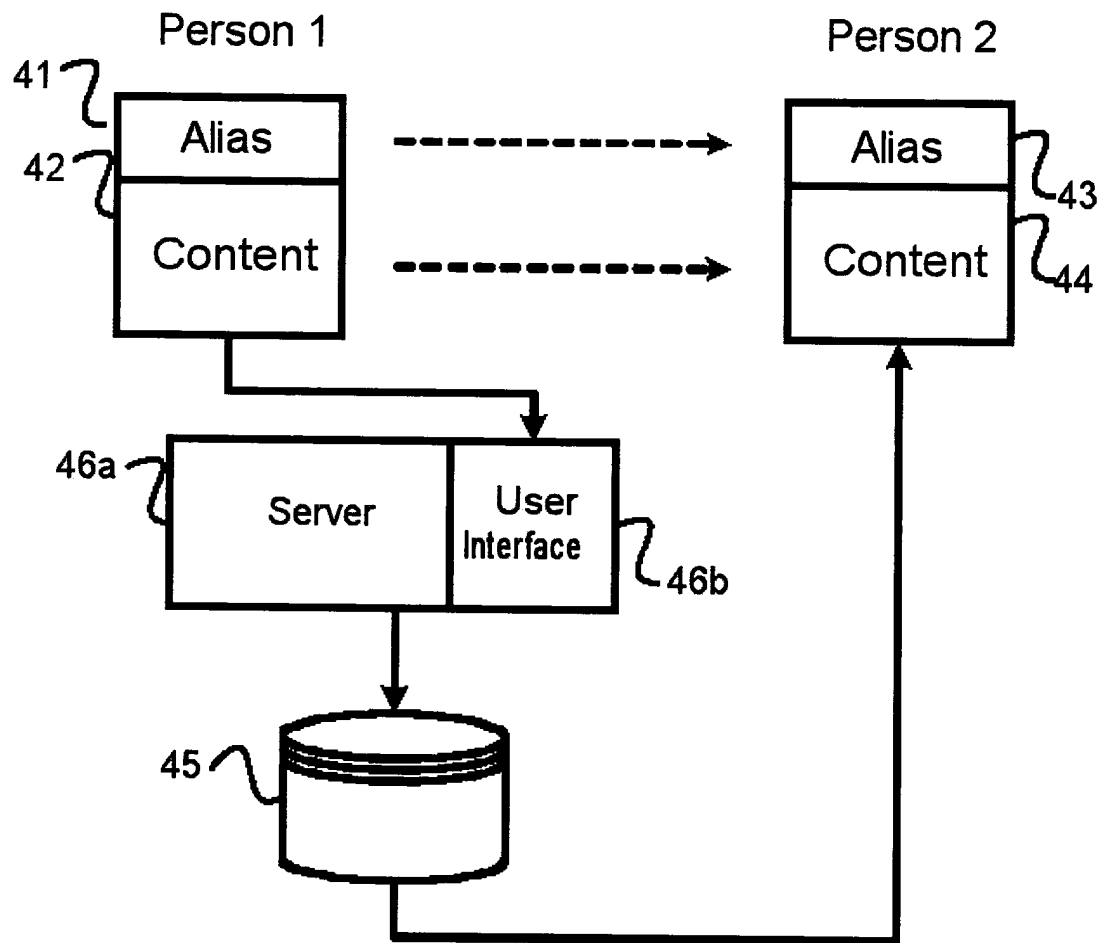 Person 1
Person 2
41
Alias
Alias
42
43
Content
Content
44
46a
Server
User
Interface
46b
45